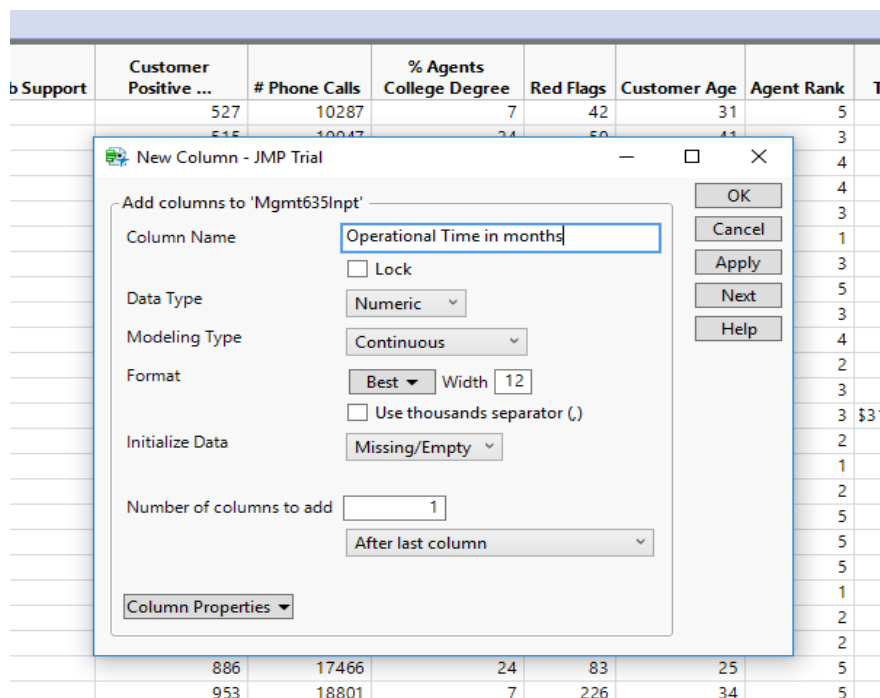 Customer % Agents
b Support Positive ... # Phone Calls College Degree Red Flags Customer Age Agent Rank T
527 10287 7 42 31 5
3
New Column - JMP Trial
4
Add columns to 'Mgmt635Inpt' OK
4
Column Name Operational Time in months Cancel
3
1
Lock Apply
3
Data Type Numeric Next
5
3
Modeling Type Continuous Help
4
2
Format Best Width 12
3
Use thousands separator (,)
3 $31
Initialize Data Missing/Empty
2
1
2
Number of columns to add 1
5
After last column
5
5
1
Column Properties
2
2
886 17466 24 83 25 5
953 18801 7 226 34 5